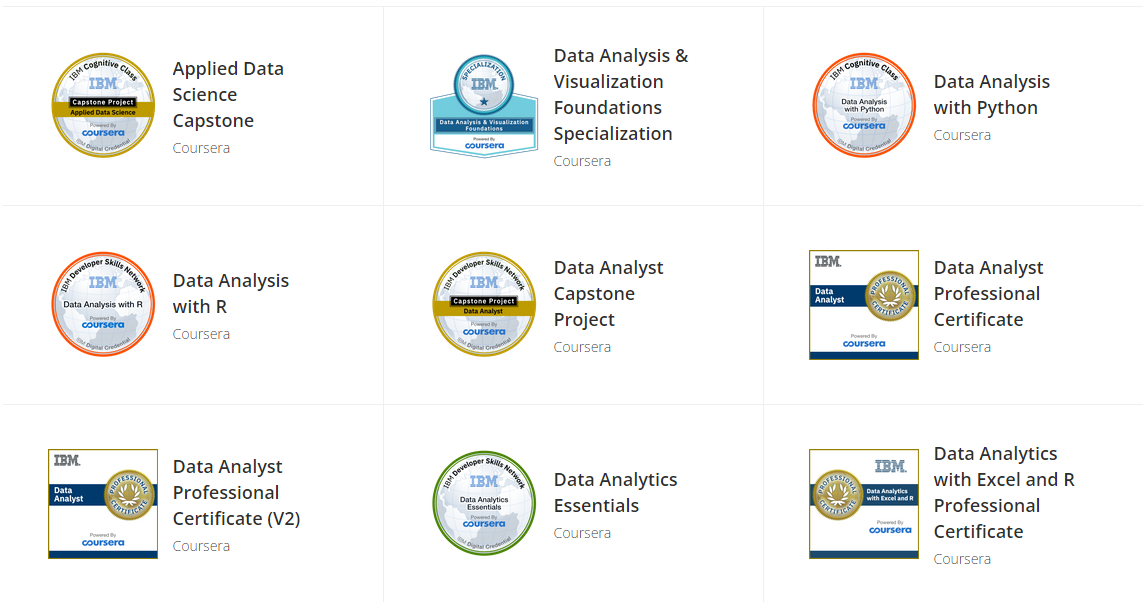 IBM Cognitive Class
IBM
Capstone Project
Applied Data Science
Powered By
coursera
IBM Digital Credential
Applied Data
Science
Capstone
Coursera
SPECIALIZATION
IBM
Data Analysis & Visualization
Foundations
Powered By
coursera
Data Analysis &
Visualization
Foundations
Specialization
Coursera
IBM Cognitive Class
IBM
Data Analysis
with Python
Powered By
coursera
IBM Digital Credential
Data Analysis
with Python
Coursera
IBM Developer Skills Network
IBM
Data Analysis with R
Powered By
coursera
IBM Digital Credential
Data Analysis
with R
Coursera
IBM Developer Skills Network
IBM
Capstone Project
Data Analyst
Powered By
coursera
IBM Digital Credential
Data Analyst
Capstone
Project
Coursera
IBM
Data
Analyst
PROFESSIONAL
CERTIFICATE
Powered By
coursera
Data Analyst
Professional
Certificate
Coursera
IBM
Data
Analyst
PROFESSIONAL
CERTIFICATE
Powered By
coursera
Data Analyst
Professional
Certificate (V2)
Coursera
IBM Developer Skills Network
IBM
Data Analytics
Essentials
Powered By
coursera
IBM Digital Credential
Data Analytics
Essentials
Coursera
IBM
PROFESSIONAL
CERTIFICATE
Data Analytics
with Excel and R
Powered By
coursera
Data Analytics
with Excel and R
Professional
Certificate
Coursera